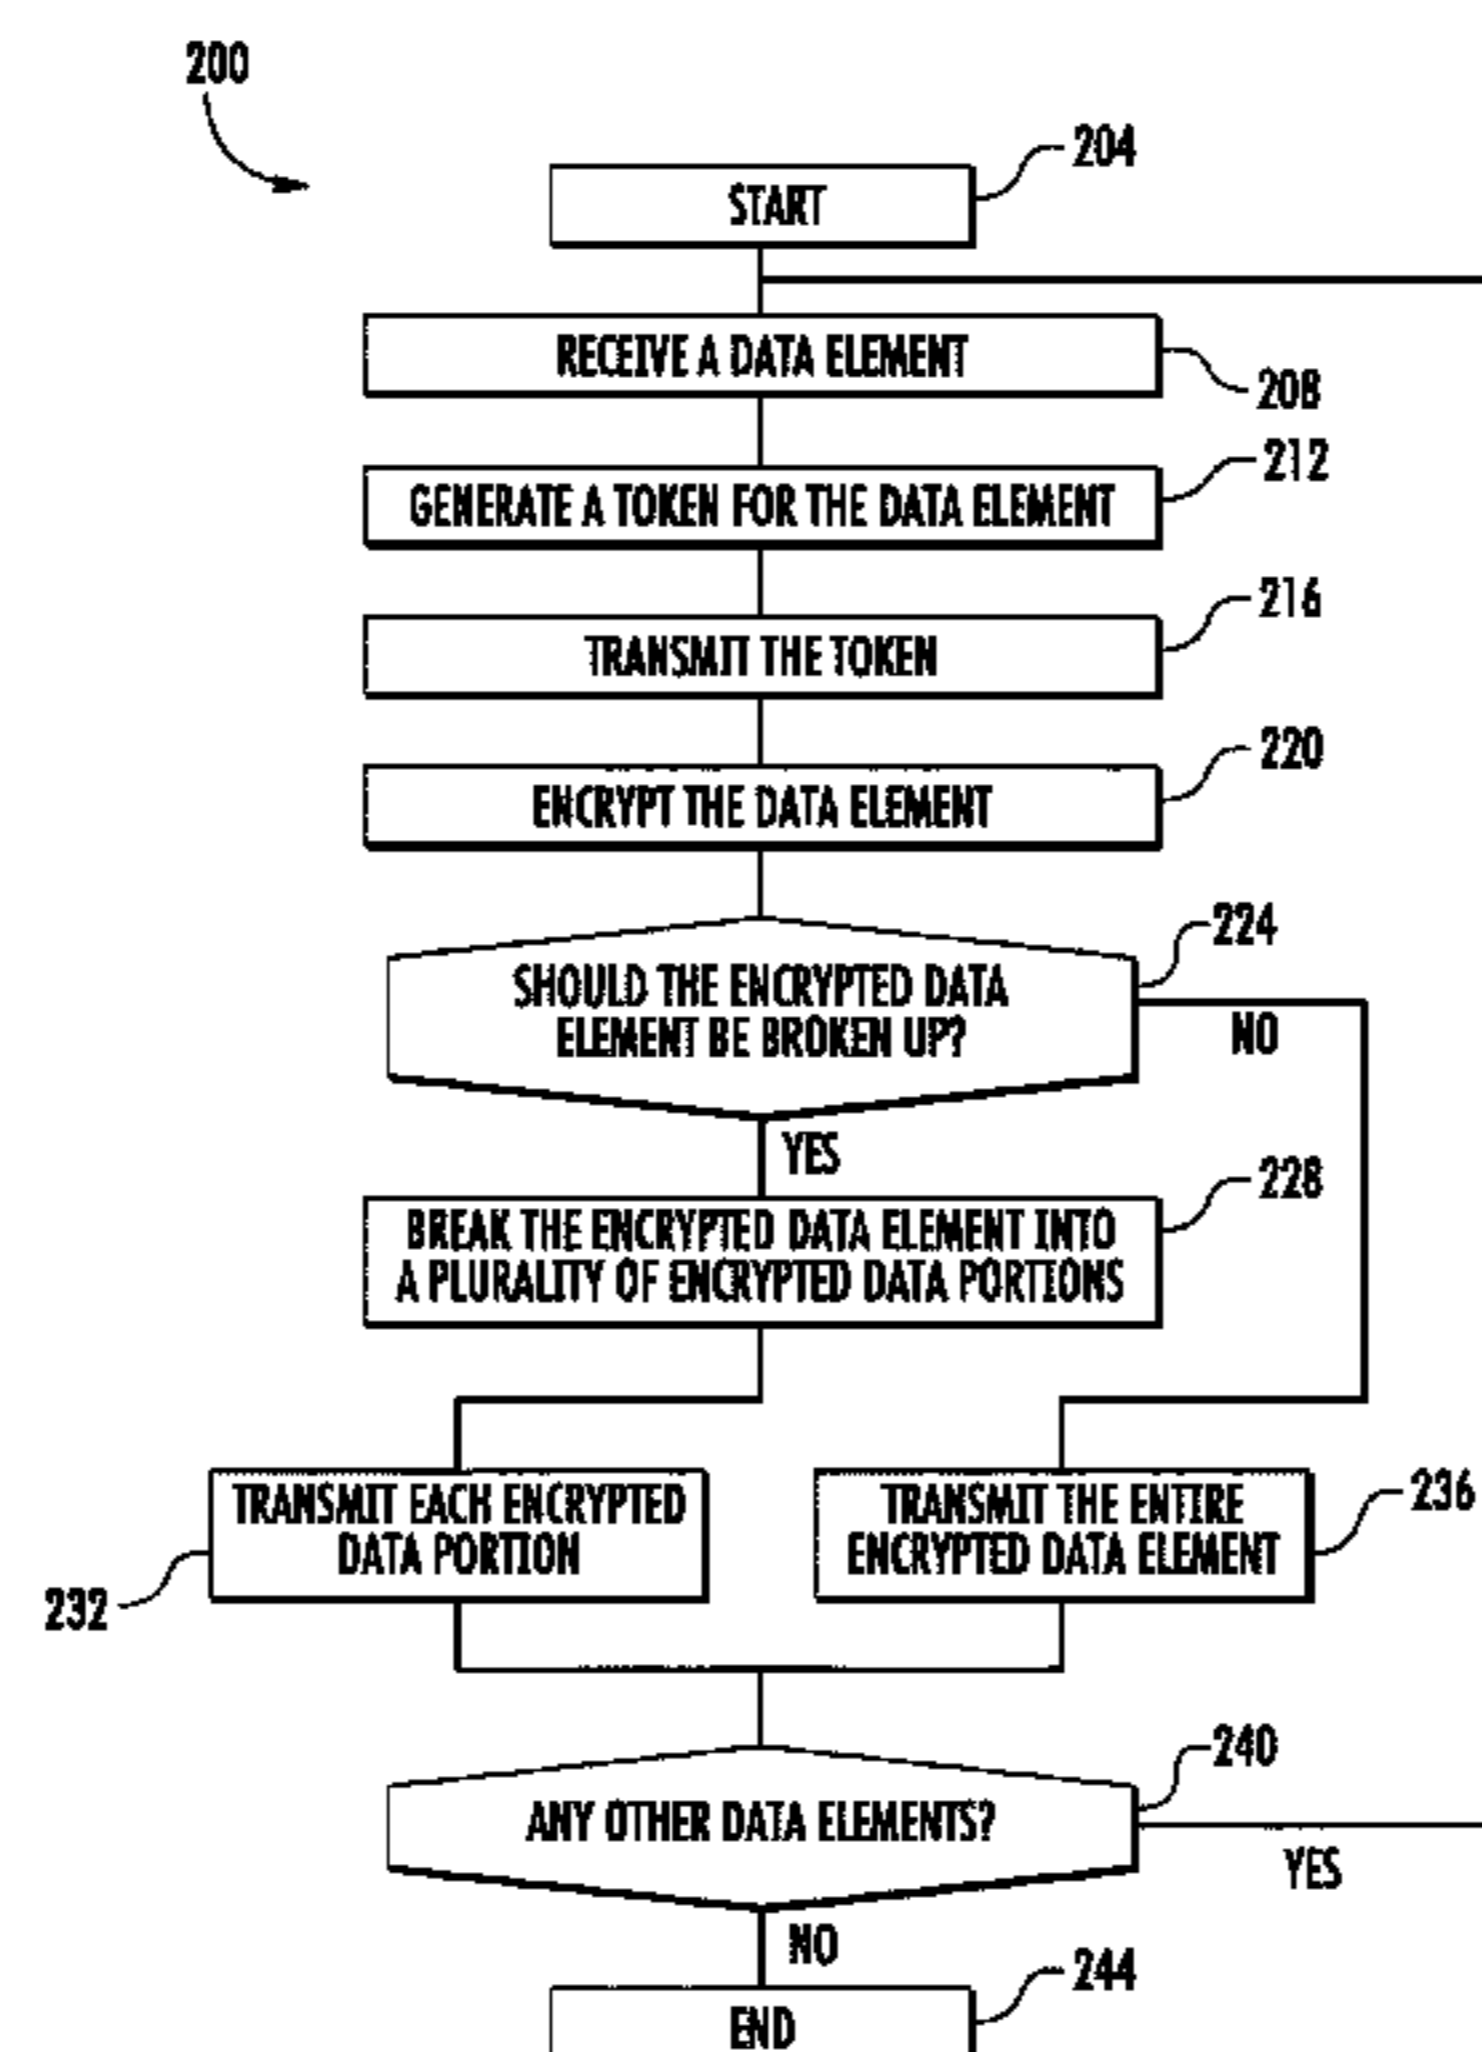 200
204
START
RECEIVE A DATA ELEMENT
208
212
GENERATE A TOKEN FOR THE DATA ELEMENT
216
TRANSMIT THE TOKEN
220
ENCRYPT THE DATA ELEMENT
224
SHOULD THE ENCRYPTED DATA
ELEMENT BE BROKEN UP?
NO
YES
228
BREAK THE ENCRYPTED DATA ELEMENT INTO
A PLURALITY OF ENCRYPTED DATA PORTIONS
TRANSMIT EACH ENCRYPTED
DATA PORTION
232
TRANSMIT THE ENTIRE
ENCRYPTED DATA ELEMENT
236
240
ANY OTHER DATA ELEMENTS?
YES
NO
244
END